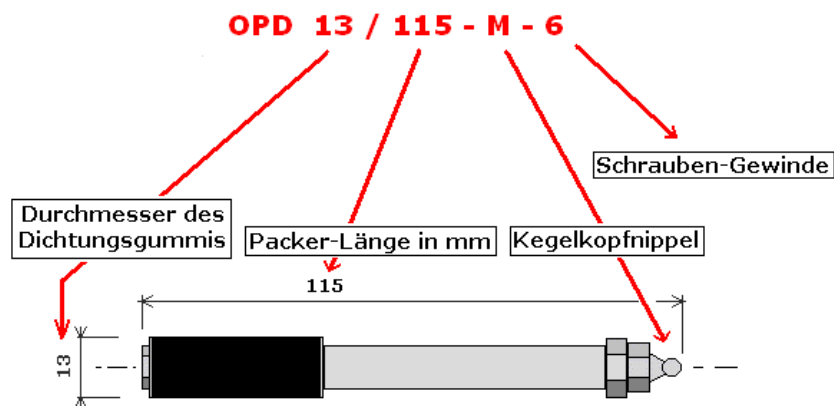 OPD 13 / 115 - M - 6
Schrauben-Gewinde
Durchmesser des
Dichtungsgummis
Packer-Länge in mm
Kegelkopfnippel
115
13